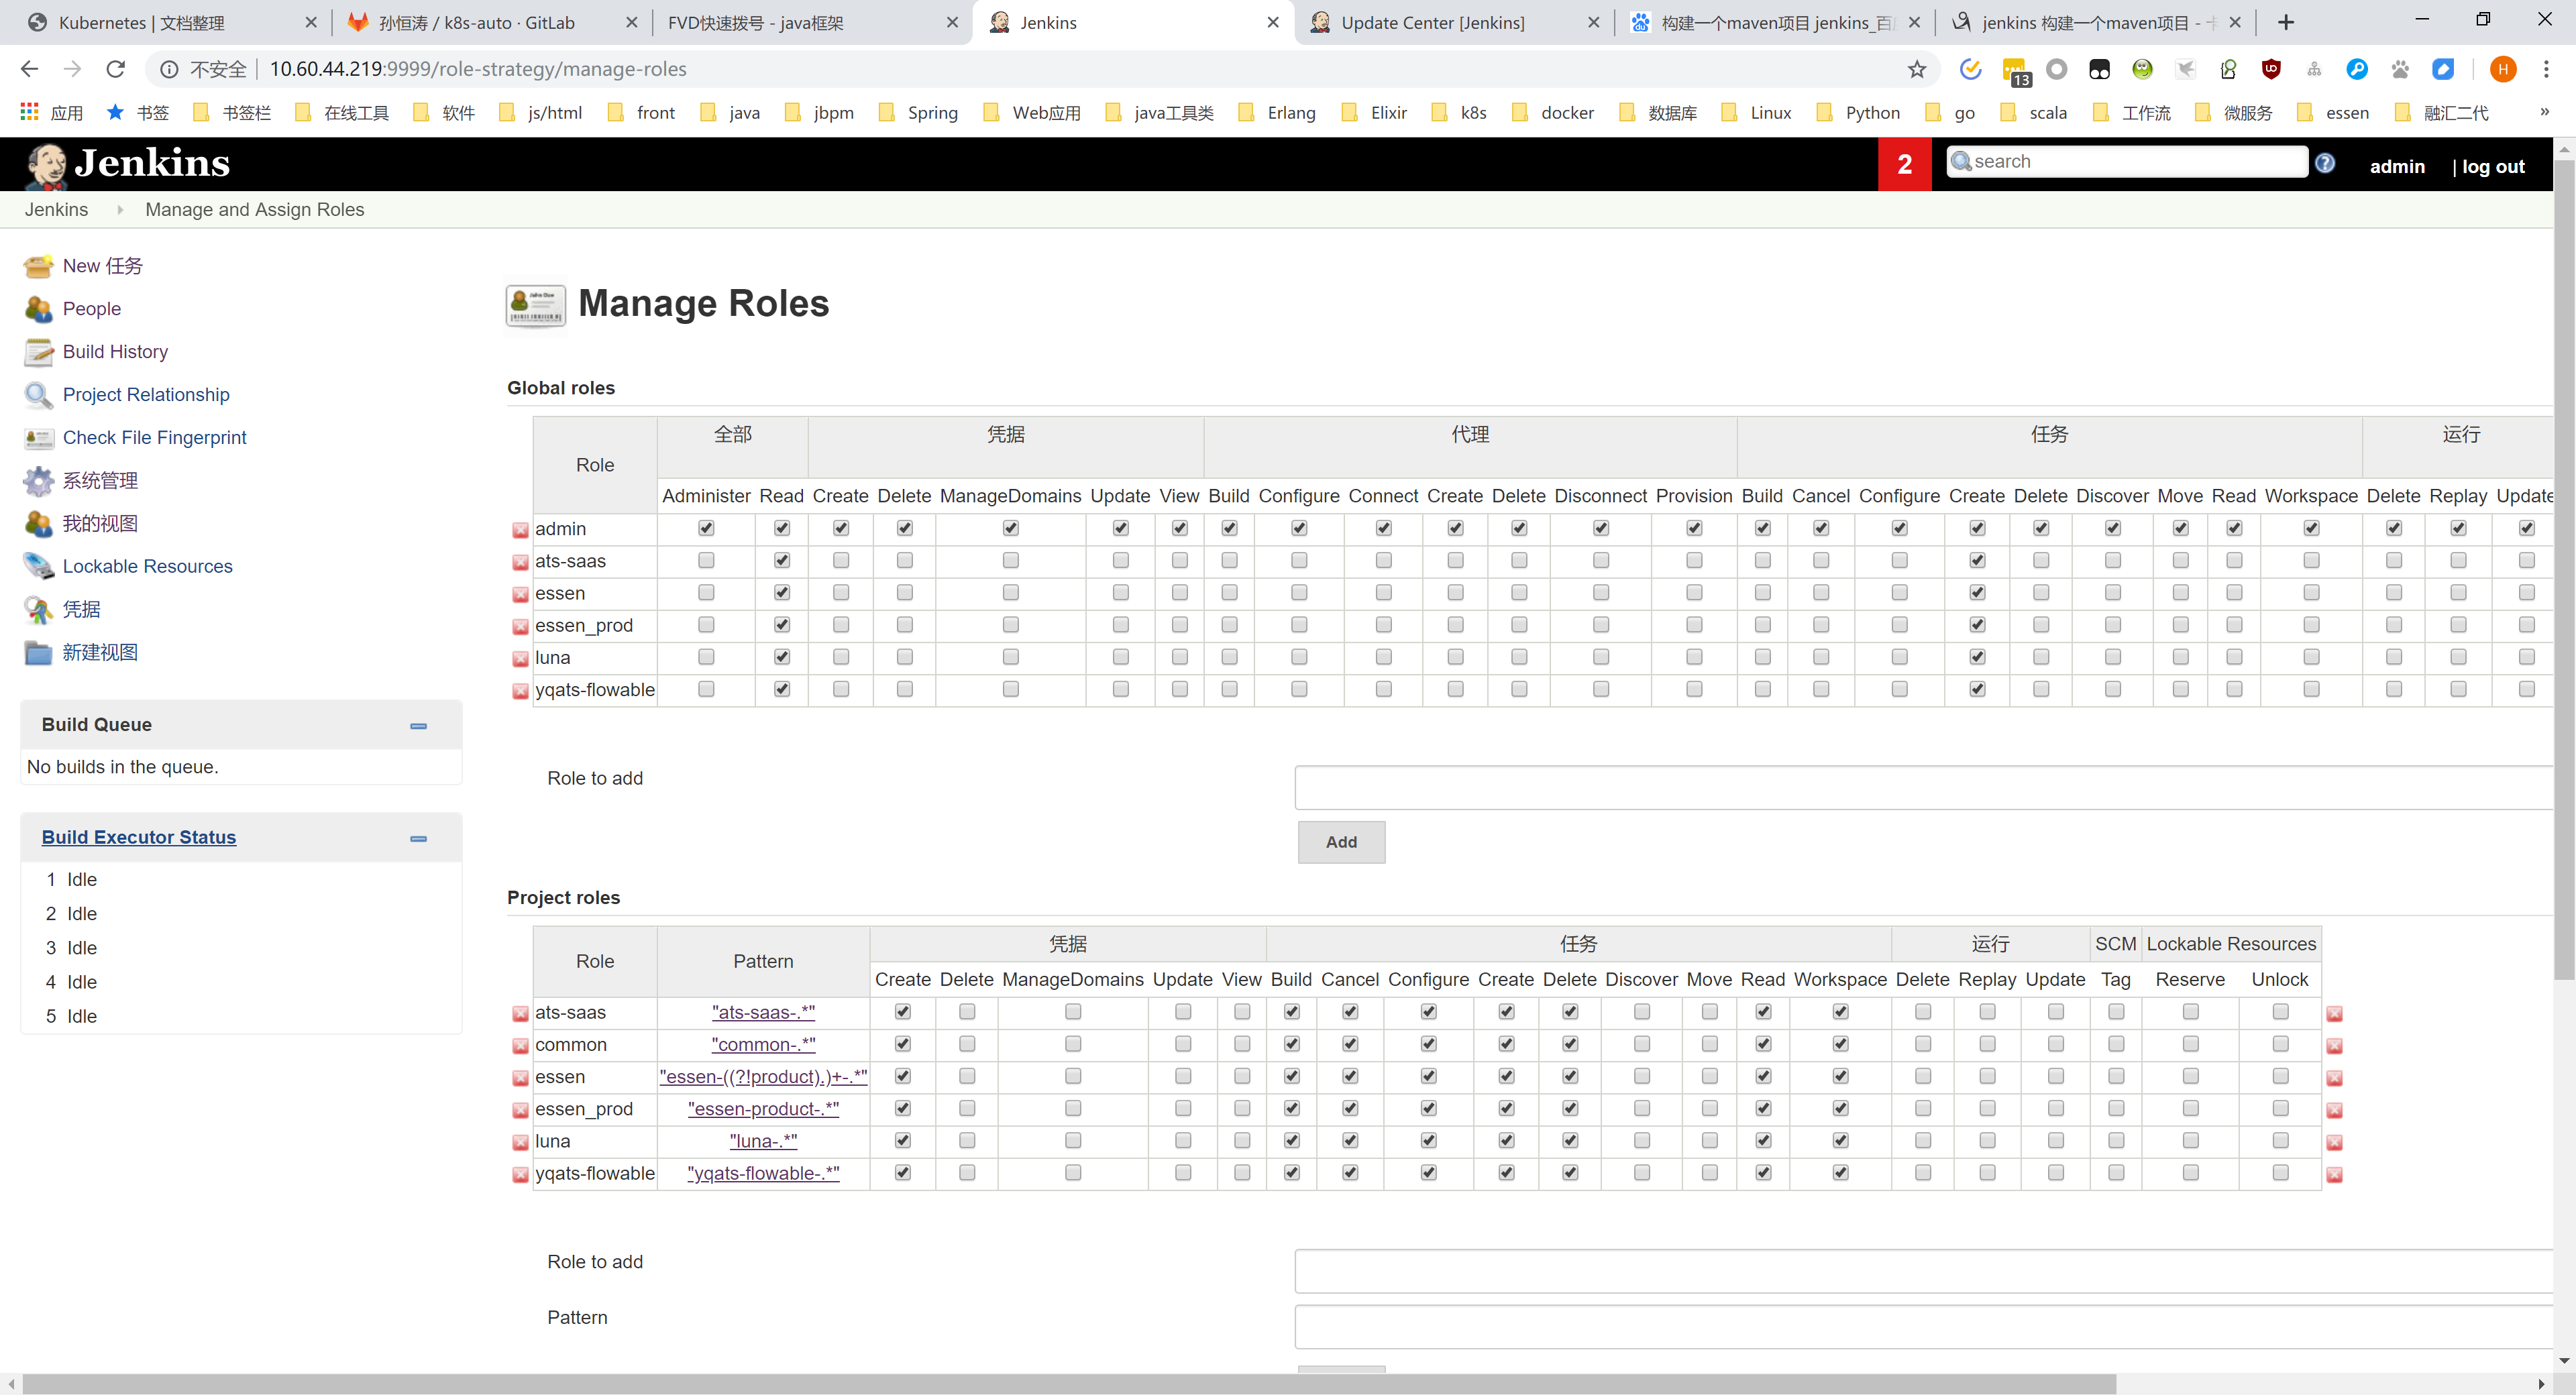 Kubernetes | 文档整理
孙恒涛 / k8s-auto · GitLab
FVD快速拨号 - java框架
Jenkins
Update Center [Jenkins]
构建一个maven项目 jenkins_百
jenkins 构建一个maven项目 -
不安全 | 10.60.44.219:9999/role-strategy/manage-roles
13
H
应用 书签 书签栏 在线工具 软件 js/html front java jbpm Spring Web应用 java工具类 Erlang Elixir k8s docker 数据库 Linux Python go scala 工作流 微服务 essen 融汇二代 »
Jenkins
2
search
admin
| log out
Jenkins
Manage and Assign Roles
New 任务
People
Build History
Project Relationship
Check File Fingerprint
系统管理
我的视图
Lockable Resources
凭据
新建视图
Build Queue
No builds in the queue.
Build Executor Status
1 Idle
2 Idle
3 Idle
4 Idle
5 Idle
Manage Roles
Global roles
Role 全部 凭据 代理 任务 运行
Administer Read Create Delete ManageDomains Update View Build Configure Connect Create Delete Disconnect Provision Build Cancel Configure Create Delete Discover Move Read Workspace Delete Replay Update
admin
ats-saas
essen
essen_prod
luna
yqats-flowable
Role to add
Add
Project roles
Role Pattern 凭据 任务 运行 SCM Lockable Resources
Create Delete ManageDomains Update View Build Cancel Configure Create Delete Discover Move Read Workspace Delete Replay Update Tag Reserve Unlock
ats-saas "ats-saas-.*"
common "common-.*"
essen "essen-((?!product).)+-.*"
essen_prod "essen-product-.*"
luna "luna-.*"
yqats-flowable "yqats-flowable-.*"
Role to add
Pattern